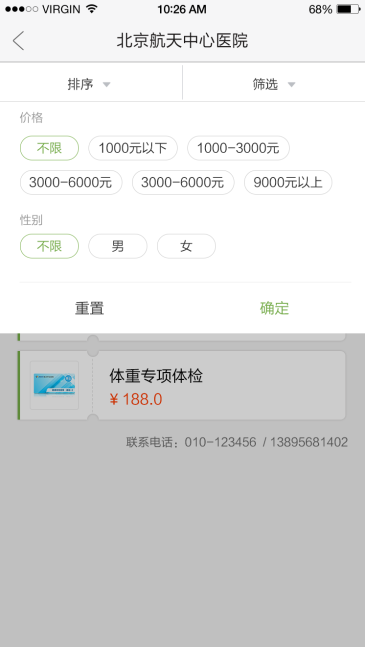 VIRGIN 10:26 AM 68%
北京航天中心医院
排序 筛选
价格
不限 1000元以下 1000-3000元
3000-6000元 3000-6000元 9000元以上
性别
不限 男 女
重置 确定
体重专项体检
¥ 188.0
联系电话：010-123456 / 13895681402